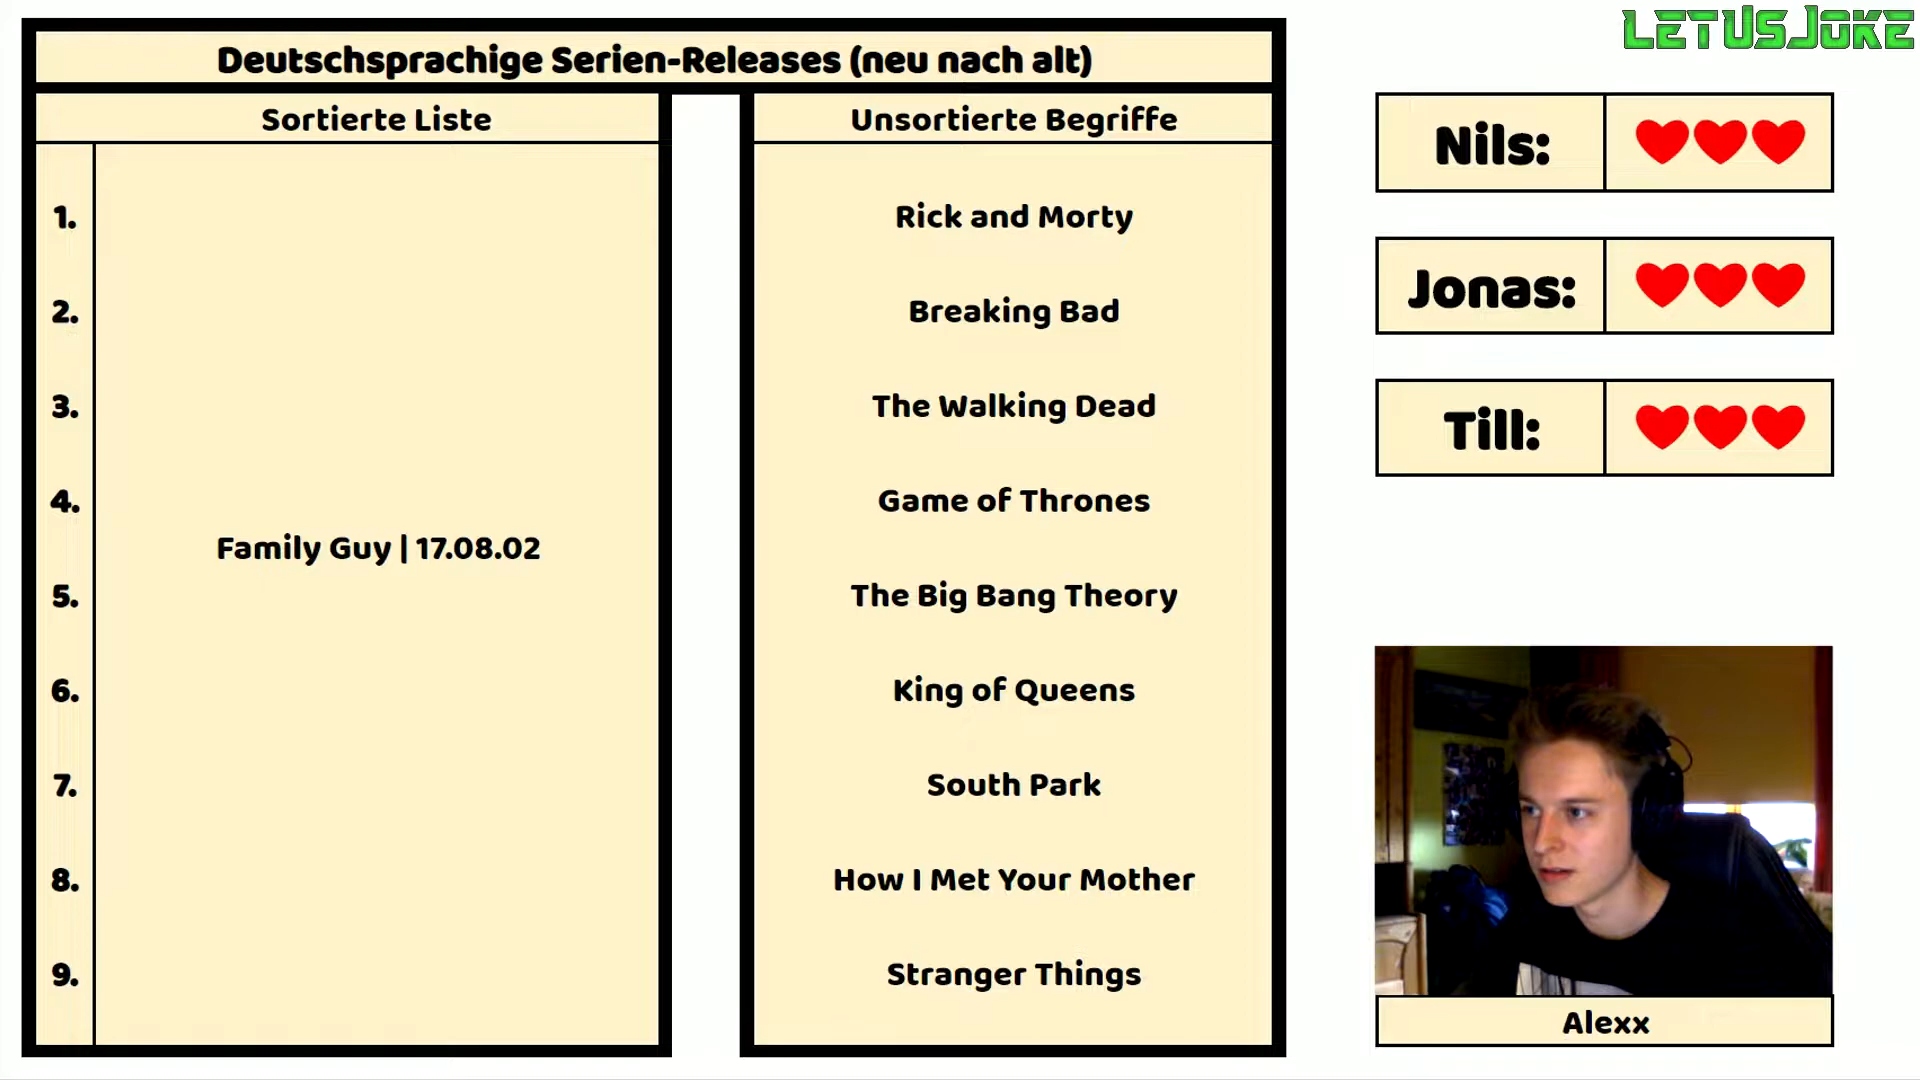 LETUSJOKE
Deutschsprachige Serien-Releases (neu nach alt)
Sortierte Liste
Unsortierte Begriffe
1.
2.
3.
4.
5.
6.
7.
8.
9.
Family Guy | 17.08.02
Rick and Morty
Breaking Bad
The Walking Dead
Game of Thrones
The Big Bang Theory
King of Queens
South Park
How I Met Your Mother
Stranger Things
Nils:
Jonas:
Till:
Alexx